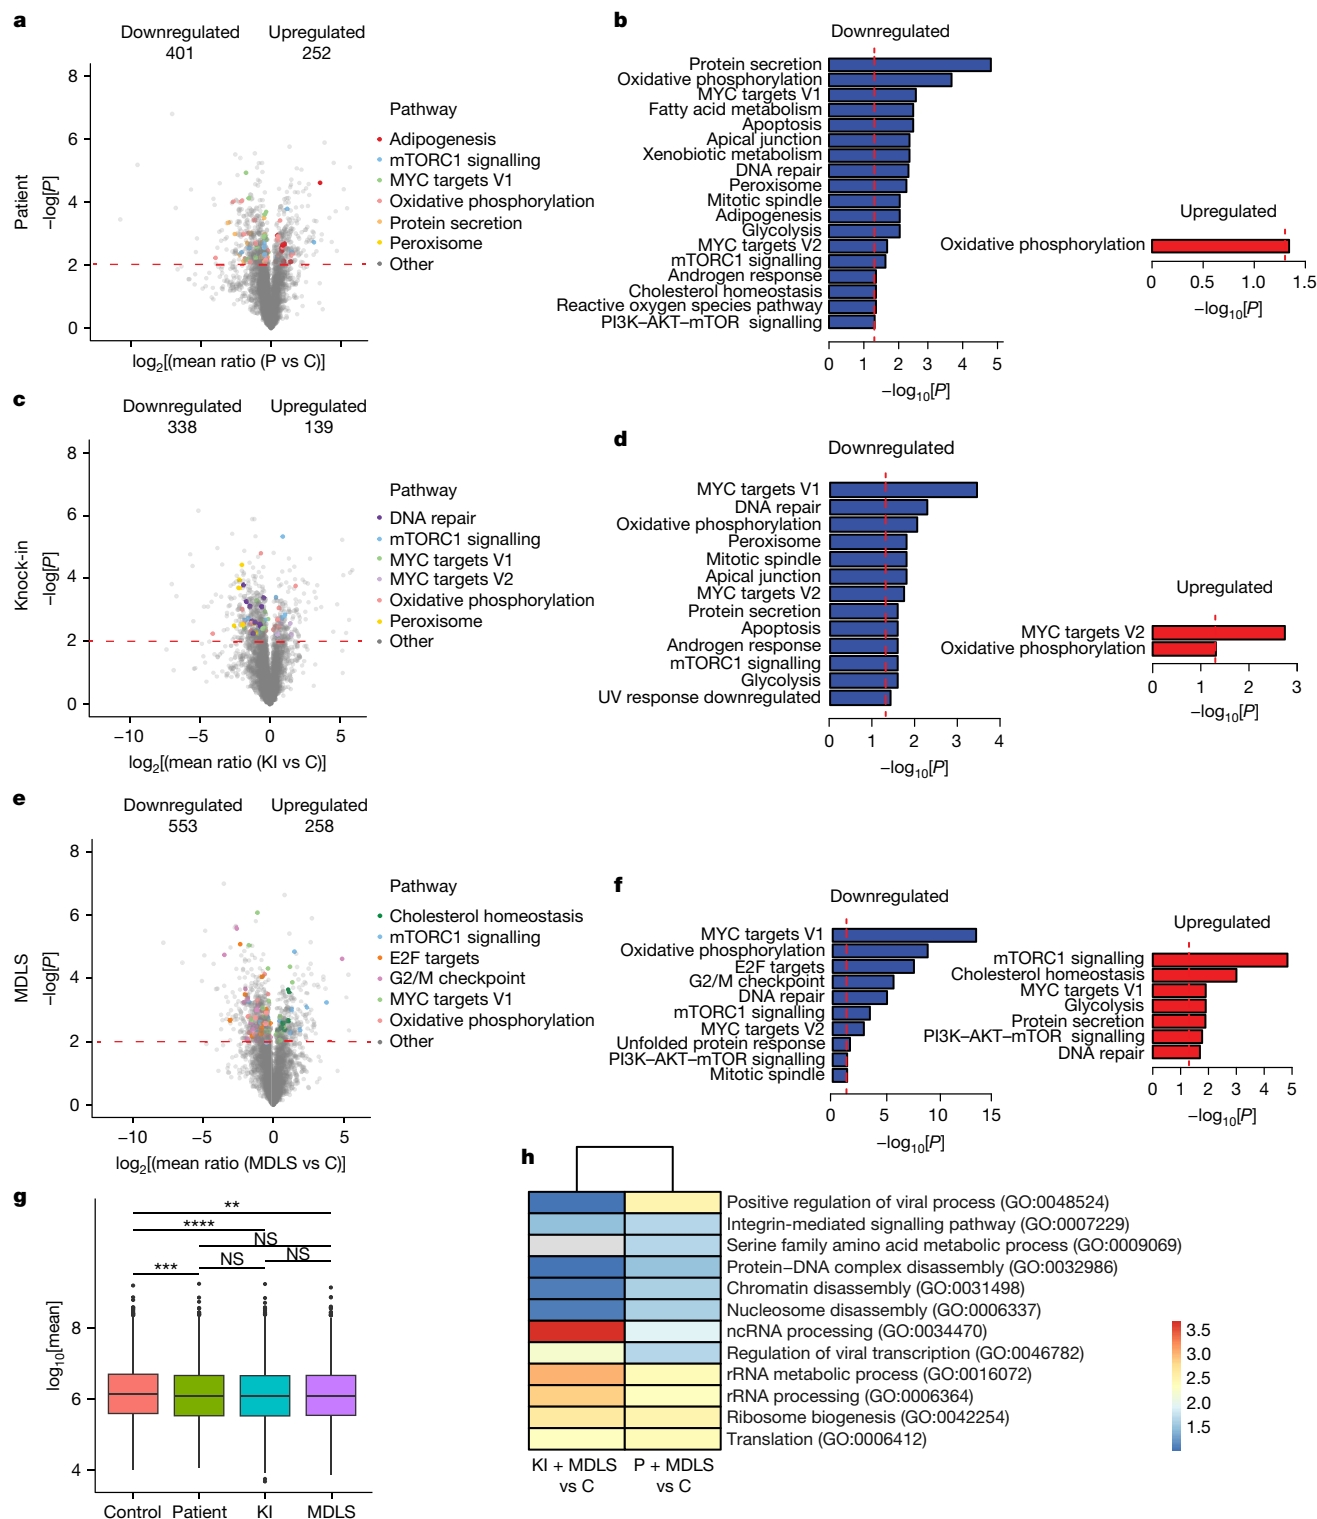 a
Downregulated
401
Upregulated
252
Patient
–log[P]
8
6
4
2
0
log2[(mean ratio (P vs C)]
Pathway
Adipogenesis
mTORC1 signalling
MYC targets V1
Oxidative phosphorylation
Protein secretion
Peroxisome
Other
b
Downregulated
Protein secretion
Oxidative phosphorylation
MYC targets V1
Fatty acid metabolism
Apoptosis
Apical junction
Xenobiotic metabolism
DNA repair
Peroxisome
Mitotic spindle
Adipogenesis
Glycolysis
MYC targets V2
mTORC1 signalling
Androgen response
Cholesterol homeostasis
Reactive oxygen species pathway
PI3K–AKT–mTOR signalling
0 1 2 3 4 5
–log10[P]
Upregulated
Oxidative phosphorylation
0 0.5 1.0 1.5
–log10[P]
c
Downregulated
338
Upregulated
139
Knock-in
–log[P]
8
6
4
2
0
–10 –5 0 5
log2[(mean ratio (KI vs C)]
Pathway
DNA repair
mTORC1 signalling
MYC targets V1
MYC targets V2
Oxidative phosphorylation
Peroxisome
Other
d
Downregulated
MYC targets V1
DNA repair
Oxidative phosphorylation
Peroxisome
Mitotic spindle
Apical junction
MYC targets V2
Protein secretion
Apoptosis
Androgen response
mTORC1 signalling
Glycolysis
UV response downregulated
0 1 2 3 4
–log10[P]
Upregulated
MYC targets V2
Oxidative phosphorylation
0 1 2 3
–log10[P]
e
Downregulated
553
Upregulated
258
MDLS
–log[P]
8
6
4
2
0
–10 –5 0 5
log2[(mean ratio (MDLS vs C)]
Pathway
Cholesterol homeostasis
mTORC1 signalling
E2F targets
G2/M checkpoint
MYC targets V1
Oxidative phosphorylation
Other
f
Downregulated
MYC targets V1
Oxidative phosphorylation
E2F targets
G2/M checkpoint
DNA repair
mTORC1 signalling
MYC targets V2
Unfolded protein response
PI3K–AKT–mTOR signalling
Mitotic spindle
0 5 10 15
–log10[P]
Upregulated
mTORC1 signalling
Cholesterol homeostasis
MYC targets V1
Glycolysis
Protein secretion
PI3K–AKT–mTOR signalling
DNA repair
0 1 2 3 4 5
–log10[P]
g
**
****
NS
NS NS
***
log10[mean]
8
6
4
Control Patient KI MDLS
h
Positive regulation of viral process (GO:0048524)
Integrin-mediated signalling pathway (GO:0007229)
Serine family amino acid metabolic process (GO:0009069)
Protein–DNA complex disassembly (GO:0032986)
Chromatin disassembly (GO:0031498)
Nucleosome disassembly (GO:0006337)
ncRNA processing (GO:0034470)
Regulation of viral transcription (GO:0046782)
rRNA metabolic process (GO:0016072)
rRNA processing (GO:0006364)
Ribosome biogenesis (GO:0042254)
Translation (GO:0006412)
KI + MDLS
vs C
P + MDLS
vs C
3.5
3.0
2.5
2.0
1.5